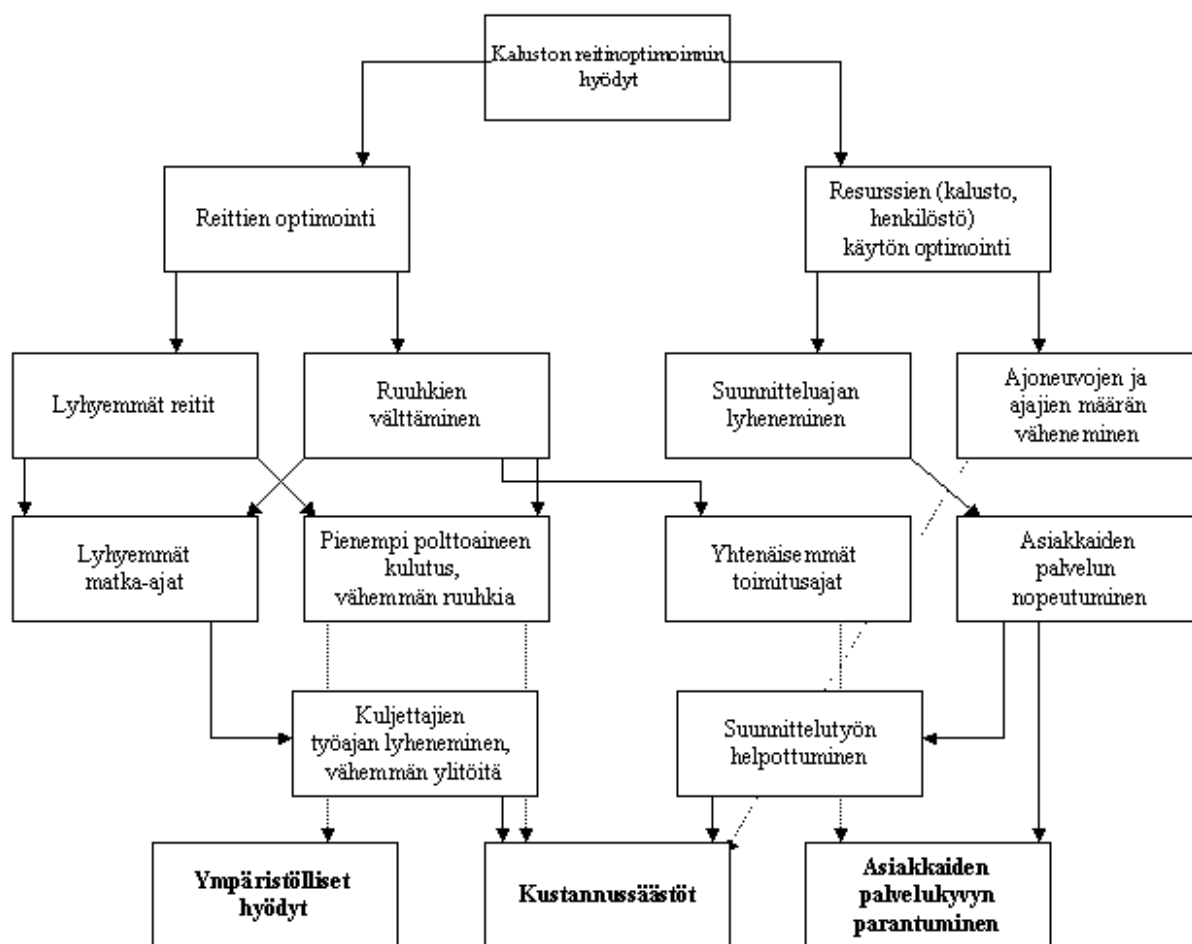 Kaluston reitinoptimoinnin
hyödyt
Reittien optimointi
Resurssien (kalusto,
henkilöstö)
käytön optimointi
Lyhyemmät reitit
Ruuhkien
välttäminen
Suunnitteluajan
lyheneminen
Ajoneuvojen ja
ajajien määrän
väheneminen
Lyhyemmät
matka-ajat
Pienempi polttoaineen
kulutus,
vähemmän ruuhkia
Yhtenäisemmät
toimitusajat
Asiakkaiden
palvelun
nopeutuminen
Kuljettajien
työajan lyheneminen,
vähemmän ylitöitä
Suunnittelutyön
helpottuminen
Ympäristölliset
hyödyt
Kustannussäästöt
Asiakkaiden
palvelukyvyn
parantuminen